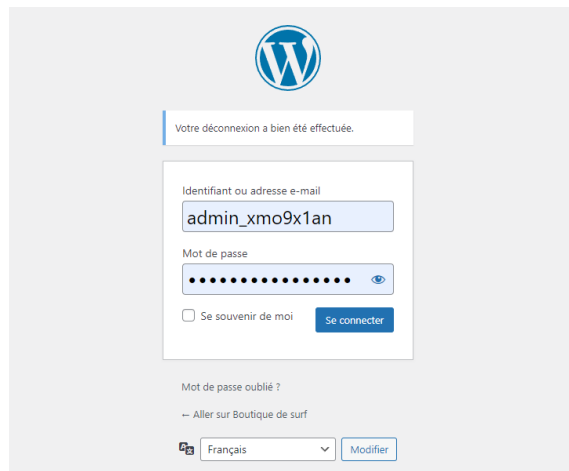 Votre déconnexion a bien été effectuée.
Identifiant ou adresse e-mail
admin_xmo9x1an
Mot de passe
••••••••••••••••
Se souvenir de moi
Se connecter
Mot de passe oublié ?
← Aller sur Boutique de surf
Français
Modifier